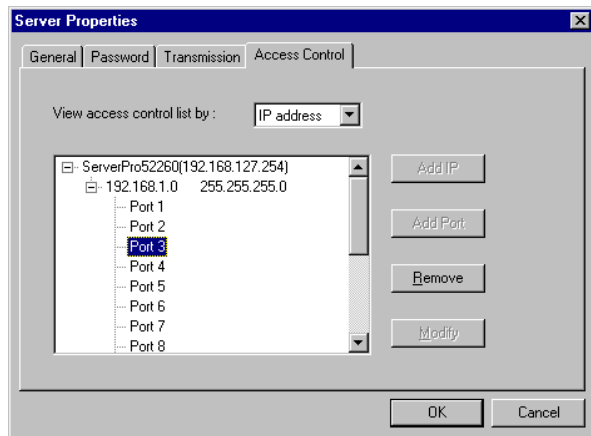 Server Properties
General Password Transmission Access Control
View access control list by : IP address
ServerPro52260(192.168.127.254)
192.168.1.0 255.255.255.0
Port 1
Port 2
Port 3
Port 4
Port 5
Port 6
Port 7
Port 8
Add IP
Add Port
Remove
Modify
OK Cancel